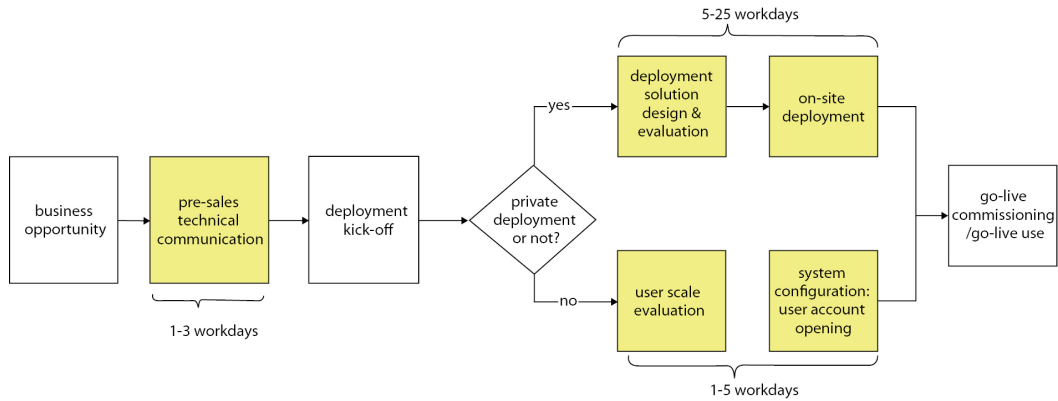 business
opportunity
pre-sales
technical
communication
1-3 workdays
deployment
kick-off
private
deployment
or not?
yes
5-25 workdays
deployment
solution
design &
evaluation
on-site
deployment
no
user scale
evaluation
system
configuration:
user account
opening
1-5 workdays
go-live
commissioning
/go-live use